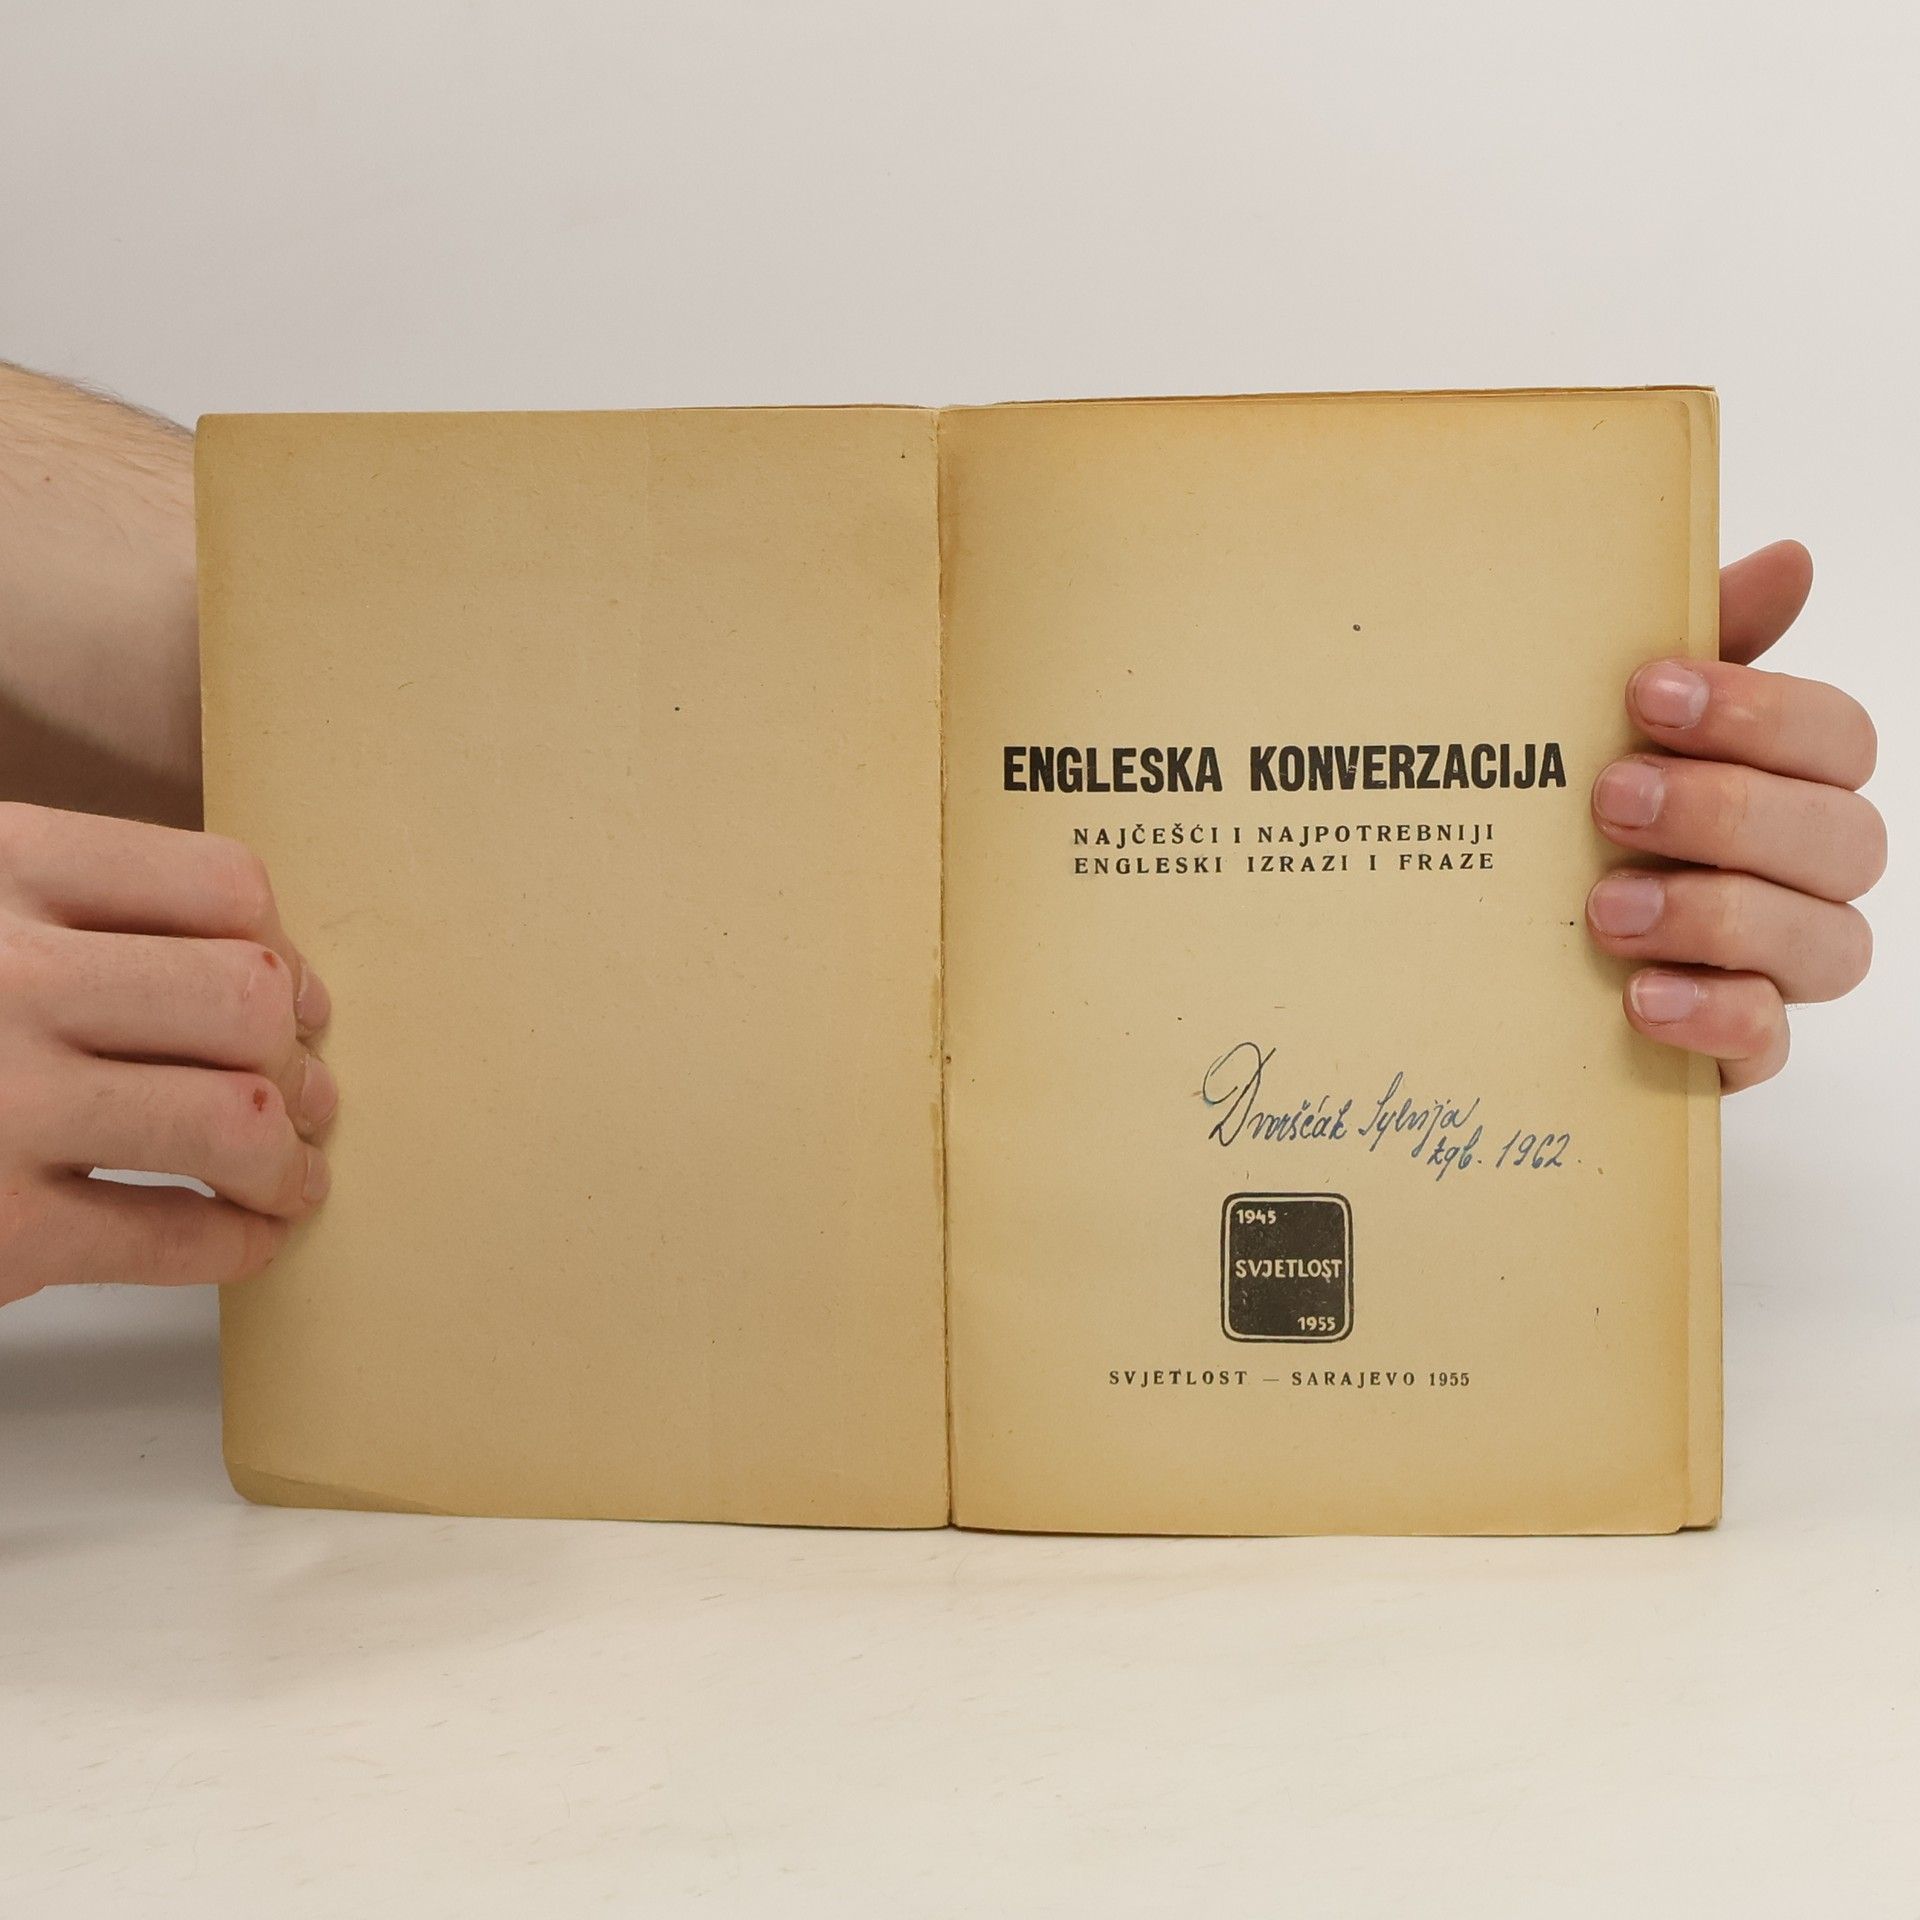 ENGLESKA KONVERZACIJA
NAJČEŠĆI I NAJPOTREBNIJI
ENGLESKI IZRAZI I FRAZE
Dvoršćak Sylvija
zgb. 1962.
1945
SVJETLOST
1955
SVJETLOST — SARAJEVO 1955